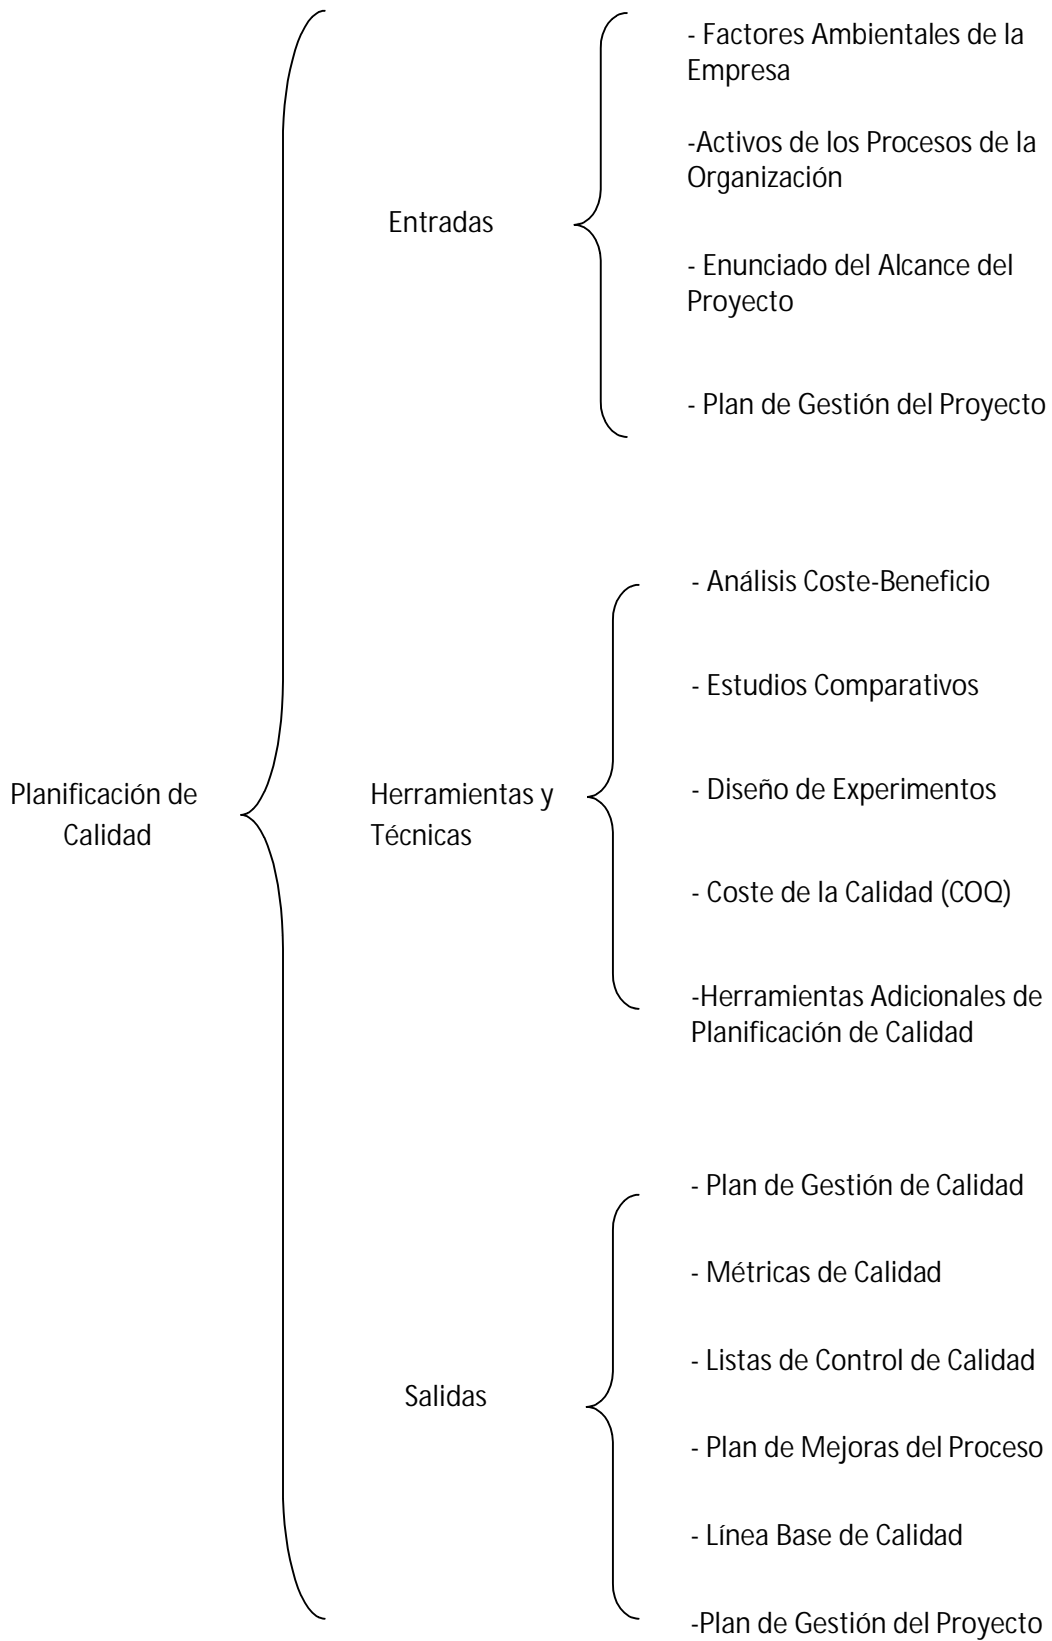 Planificación de
Calidad
Entradas
- Factores Ambientales de la
Empresa
-Activos de los Procesos de la
Organización
- Enunciado del Alcance del
Proyecto
- Plan de Gestión del Proyecto
Herramientas y
Técnicas
- Análisis Coste-Beneficio
- Estudios Comparativos
- Diseño de Experimentos
- Coste de la Calidad (COQ)
-Herramientas Adicionales de
Planificación de Calidad
Salidas
- Plan de Gestión de Calidad
- Métricas de Calidad
- Listas de Control de Calidad
- Plan de Mejoras del Proceso
- Línea Base de Calidad
-Plan de Gestión del Proyecto